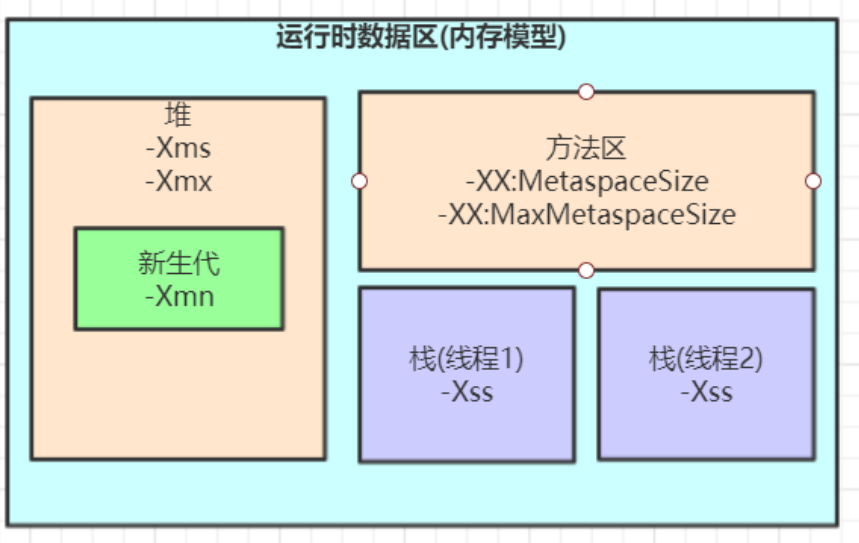 运行时数据区(内存模型)
堆
-Xms
-Xmx
新生代
-Xmn
方法区
-XX:MetaspaceSize
-XX:MaxMetaspaceSize
栈(线程1)
-Xss
栈(线程2)
-Xss